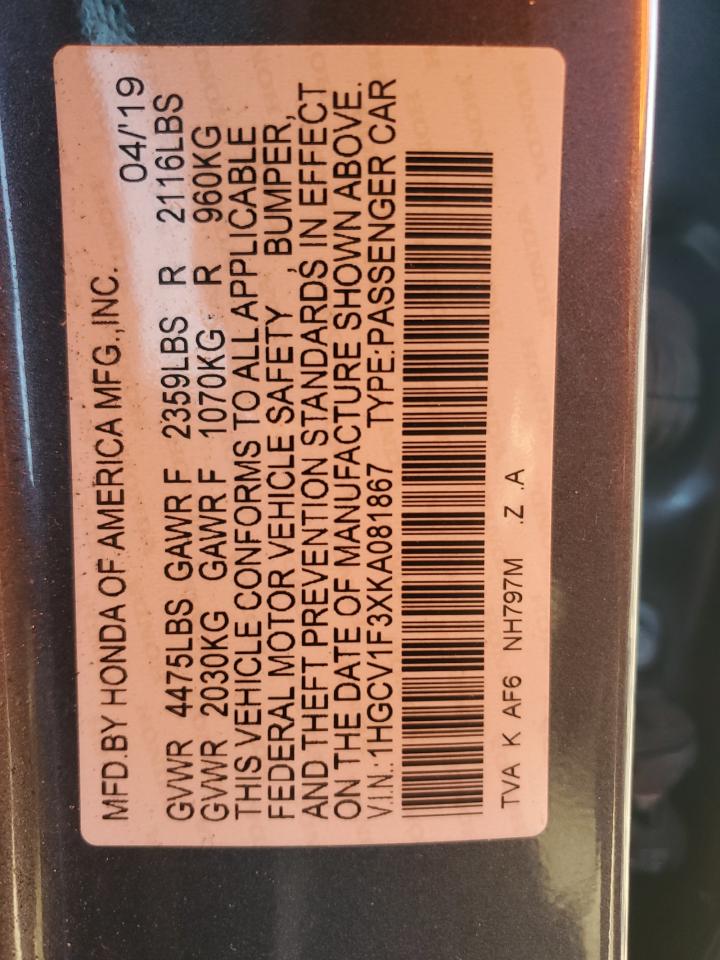 MFD.BY HONDA OF AMERICA MFG.,INC. 04/'19
GVWR 4475LBS GAWR F 2359LBS R 2116LBS
GVWR 2030KG GAWR F 1070KG R 960KG
THIS VEHICLE CONFORMS TO ALL APPLICABLE
FEDERAL MOTOR VEHICLE SAFETY , BUMPER,
AND THEFT PREVENTION STANDARDS IN EFFECT
ON THE DATE OF MANUFACTURE SHOWN ABOVE.
V.I.N.:1HGCV1F3XKA081867 TYPE:PASSENGER CAR
TVA K AF6 NH797M .Z .A